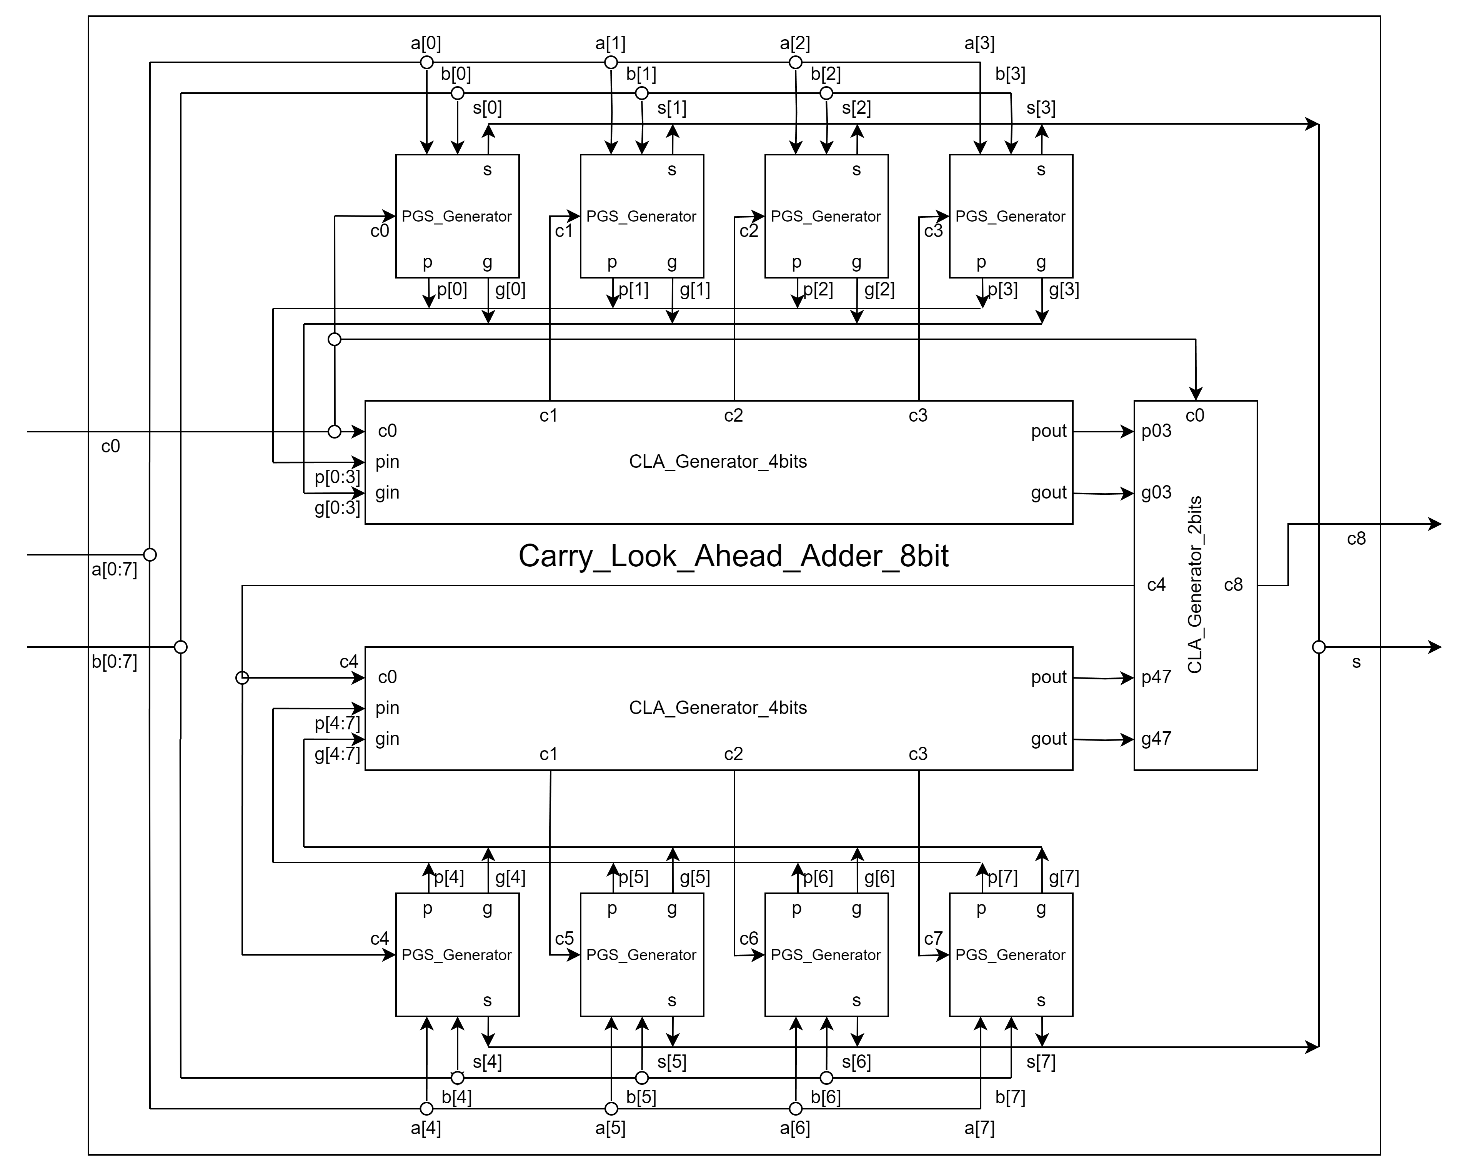 a[0] a[1] a[2] a[3]
b[0] b[1] b[2] b[3]
s[0] s[1] s[2] s[3]
s s s s
PGS_Generator PGS_Generator PGS_Generator PGS_Generator
c0 c1 c2 c3
p g p g p g p g
p[0] g[0] p[1] g[1] p[2] g[2] p[3] g[3]
c1 c2 c3 c0
c0 pout p03
c0
pin CLA_Generator_4bits
p[0:3]
gin gout g03
g[0:3]
CLA_Generator_2bits
c8
Carry_Look_Ahead_Adder_8bit
a[0:7]
c4 c8
b[0:7] c4 s
c0 pout p47
pin CLA_Generator_4bits
p[4:7]
gin gout g47
g[4:7] c1 c2 c3
p[4] g[4] p[5] g[5] p[6] g[6] p[7] g[7]
p g p g p g p g
c4 c5 c6 c7
PGS_Generator PGS_Generator PGS_Generator PGS_Generator
s s s s
s[4] s[5] s[6] s[7]
b[4] b[5] b[6] b[7]
a[4] a[5] a[6] a[7]